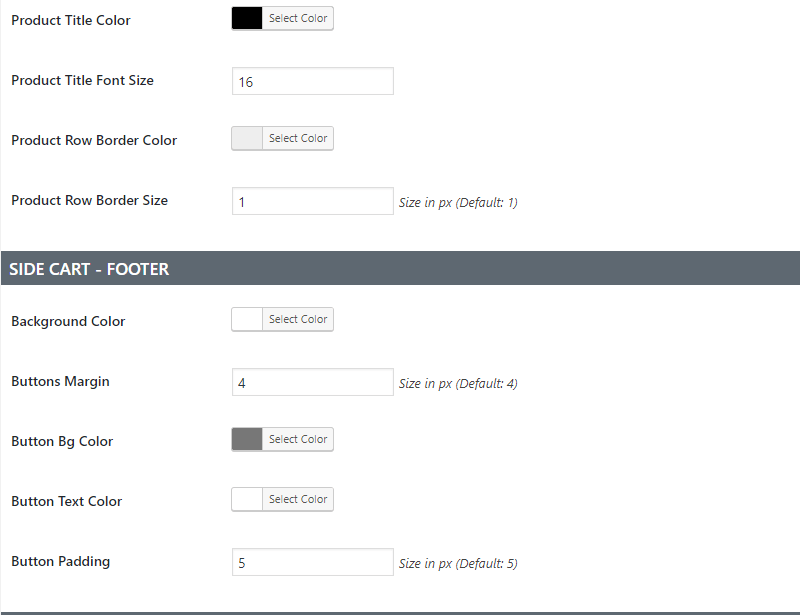 Product Title Color Select Color
Product Title Font Size 16
Product Row Border Color Select Color
Product Row Border Size 1 Size in px (Default: 1)
SIDE CART - FOOTER
Background Color Select Color
Buttons Margin 4 Size in px (Default: 4)
Button Bg Color Select Color
Button Text Color Select Color
Button Padding 5 Size in px (Default: 5)